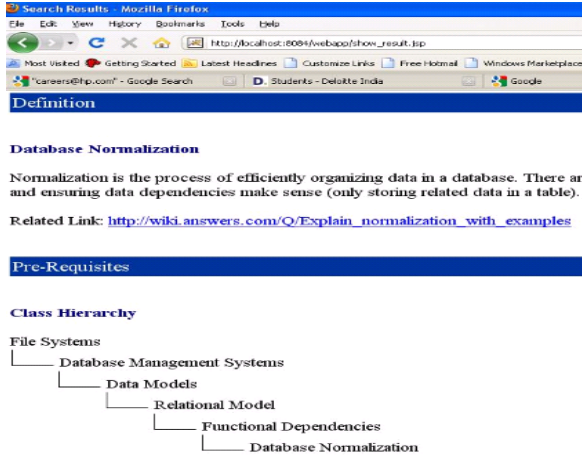 Search Results - Mozilla Firefox
File Edit View History Bookmarks Tools Help
http://localhost:8084/webapp/show_result.jsp
Most Visited Getting Started Latest Headlines Customize Links Free Hotmail Windows Marketplace
"careers@hp.com" - Google Search D. Students - Deloitte India Google
Definition
Database Normalization
Normalization is the process of efficiently organizing data in a database. There ar
and ensuring data dependencies make sense (only storing related data in a table).
Related Link: http://wiki.answers.com/Q/Explain_normalization_with_examples
Pre-Requisites
Class Hierarchy
File Systems
Database Management Systems
Data Models
Relational Model
Functional Dependencies
Database Normalization